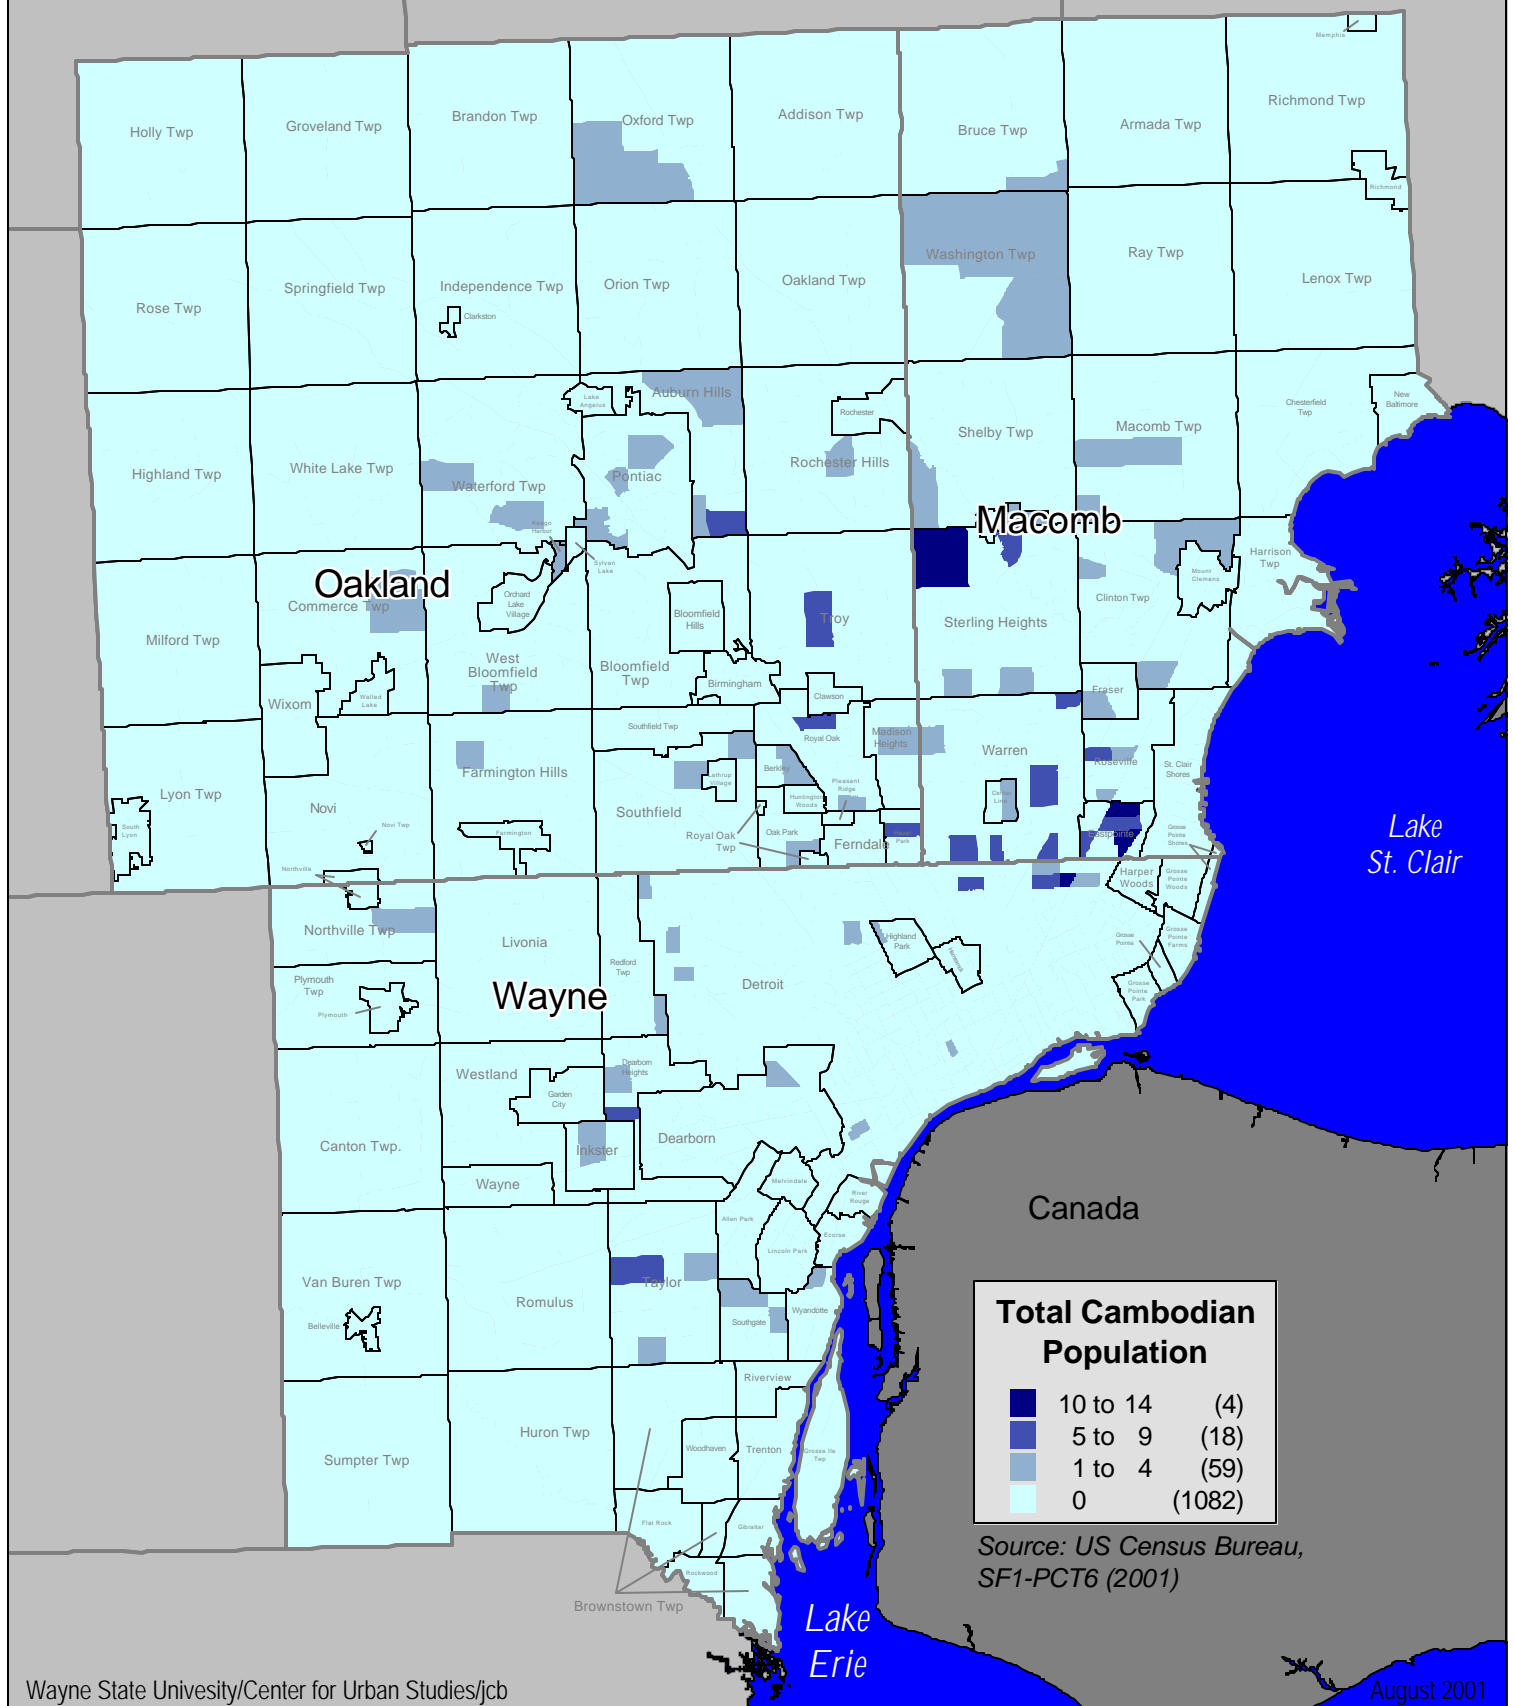 Memphis
Holly Twp
Groveland Twp
Brandon Twp
Oxford Twp
Addison Twp
Bruce Twp
Armada Twp
Richmond Twp
Richmond
Rose Twp
Springfield Twp
Independence Twp
Clarkston
Orion Twp
Oakland Twp
Washington Twp
Ray Twp
Lenox Twp
Highland Twp
White Lake Twp
Waterford Twp
Lake
Angelus
Auburn Hills
Pontiac
Rochester
Rochester Hills
Shelby Twp
Macomb Twp
Chesterfield
Twp
New
Baltimore
Keego
Harbor
Sylvan
Lake
Macomb
Oakland
Milford Twp
Commerce Twp
Orchard
Lake
Village
West
Bloomfield
Twp
Bloomfield
Twp
Bloomfield
Hills
Birmingham
Troy
Clawson
Sterling Heights
Clinton Twp
Mount
Clemens
Harrison
Twp
Fraser
Wixom
Walled
Lake
Lyon Twp
South
Lyon
Novi
Novi Twp
Northville
Farmington Hills
Farmington
Southfield Twp
Southfield
Lathrup
Village
Royal Oak
Berkley
Huntington
Woods
Pleasant
Ridge
Oak Park
Royal Oak
Twp
Ferndale
Hazel
Park
Madison
Heights
Warren
Center
Line
Roseville
Eastpointe
St. Clair
Shores
Grosse
Pointe
Shores
Lake
St. Clair
Harper
Woods
Grosse
Pointe
Woods
Grosse
Pointe
Farms
Grosse
Pointe
Grosse
Pointe
Park
Northville Twp
Livonia
Redford
Twp
Detroit
Highland
Park
Hamtramck
Plymouth
Twp
Plymouth
Wayne
Canton Twp.
Westland
Garden
City
Dearborn
Heights
Dearborn
Inkster
Wayne
Melvindale
River
Rouge
Allen Park
Lincoln Park
Ecorse
Canada
Van Buren Twp
Belleville
Romulus
Taylor
Southgate
Wyandotte
Riverview
Sumpter Twp
Huron Twp
Woodhaven
Trenton
Grosse Ile
Twp
Flat Rock
Gibraltar
Rockwood
Brownstown Twp
Total Cambodian
Population
10 to 14 (4)
5 to 9 (18)
1 to 4 (59)
0 (1082)
Source: US Census Bureau,
SF1-PCT6 (2001)
Lake
Erie
Wayne State Univesity/Center for Urban Studies/jcb
August 2001